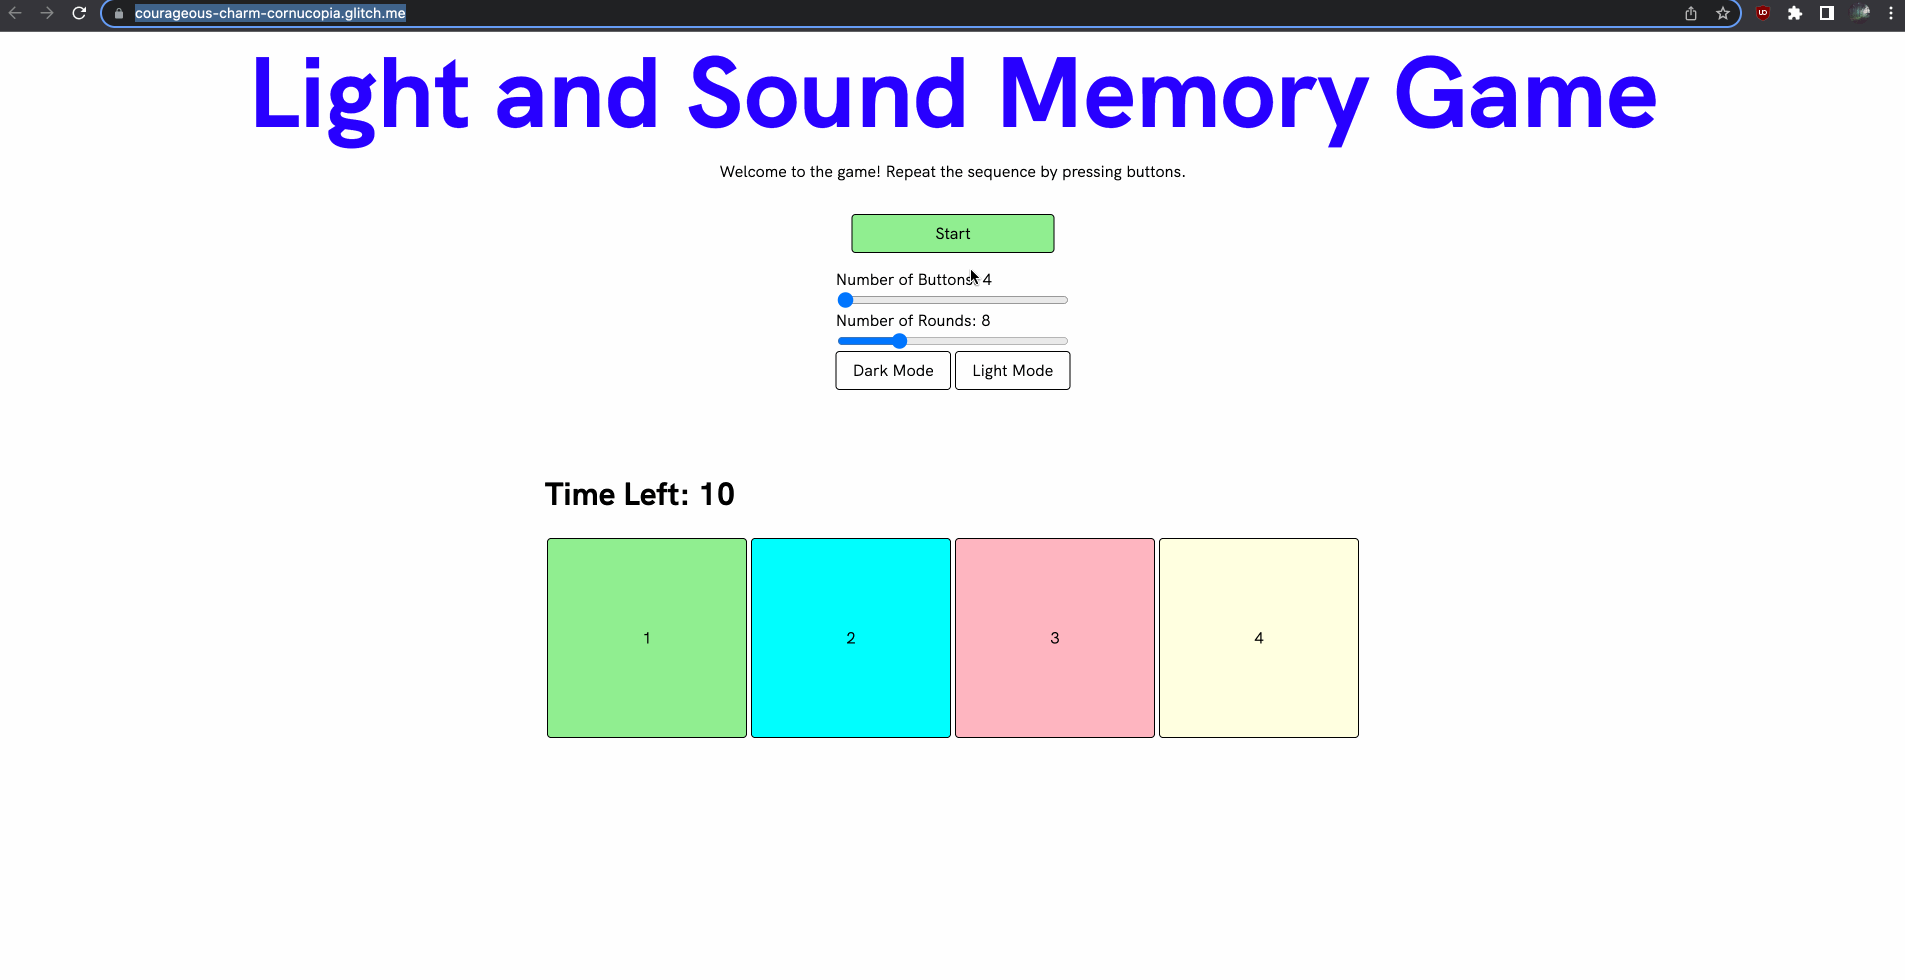 courageous-charm-cornucopia.glitch.me
Light and Sound Memory Game
Welcome to the game! Repeat the sequence by pressing buttons.
Start
Number of Buttons: 4
Number of Rounds: 8
Dark Mode Light Mode
Time Left: 10
1 2 3 4